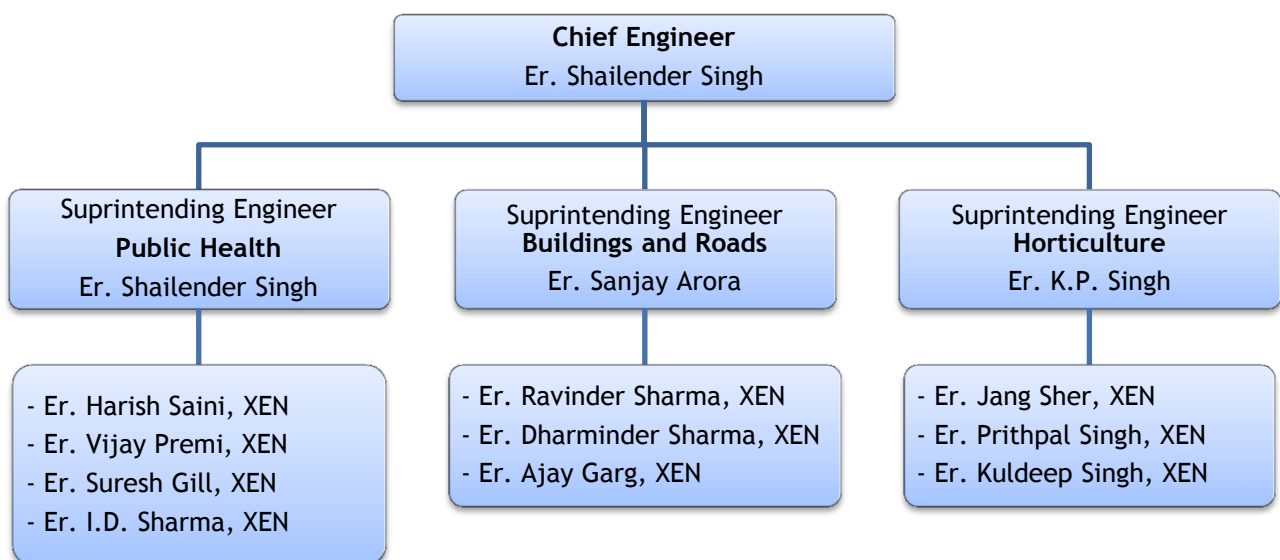 Chief Engineer
Er. Shailender Singh
Suprintending Engineer
Public Health
Er. Shailender Singh
Suprintending Engineer
Buildings and Roads
Er. Sanjay Arora
Suprintending Engineer
Horticulture
Er. K.P. Singh
- Er. Harish Saini, XEN
- Er. Vijay Premi, XEN
- Er. Suresh Gill, XEN
- Er. I.D. Sharma, XEN
- Er. Ravinder Sharma, XEN
- Er. Dharminder Sharma, XEN
- Er. Ajay Garg, XEN
- Er. Jang Sher, XEN
- Er. Prithpal Singh, XEN
- Er. Kuldeep Singh, XEN